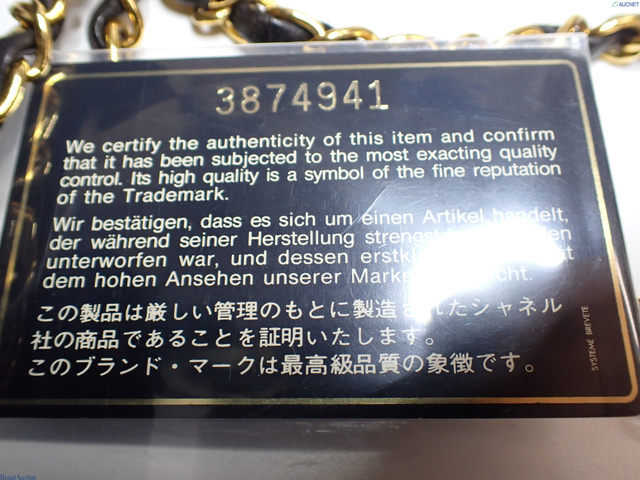 AUCNET
3874941
We certify the authenticity of this item and confirm
that it has been subjected to the most exacting quality
control. Its high quality is a symbol of the fine reputation
of the Trademark.
Wir bestätigen, dass es sich um einen Artikel handelt,
der während seiner Herstellung
unterworfen war, und dessen
dem hohen Ansehen unserer Marke
この製品は厳しい管理のもとに製造されたシャネル
社の商品であることを証明いたします。
このブランド・マークは最高級品質の象徴です。
SYSTEME BREVETE
Brand Auction